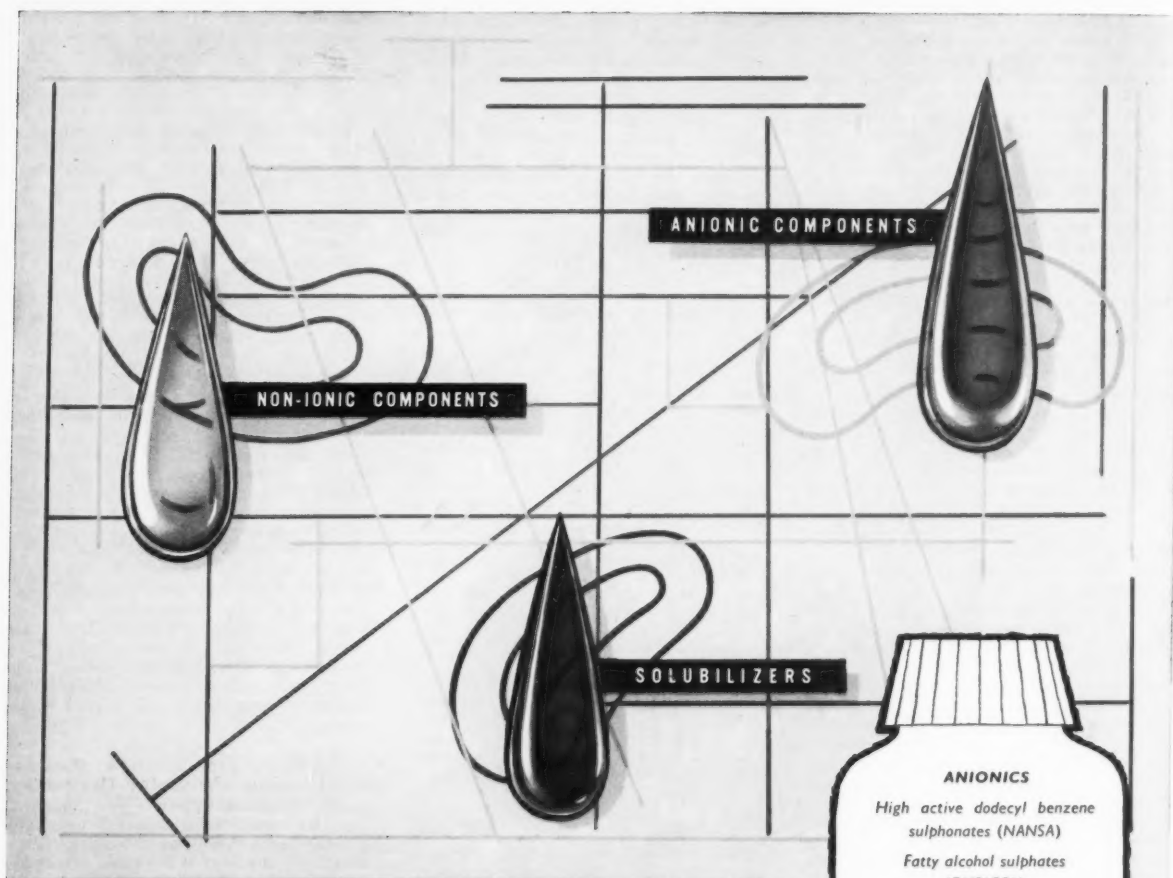 ANIONIC COMPONENTS
NON-IONIC COMPONENTS
SOLUBILIZERS
ANIONICS
High active dodecyl benzene
sulphonates (NANSA)
Fatty alcohol sulphates